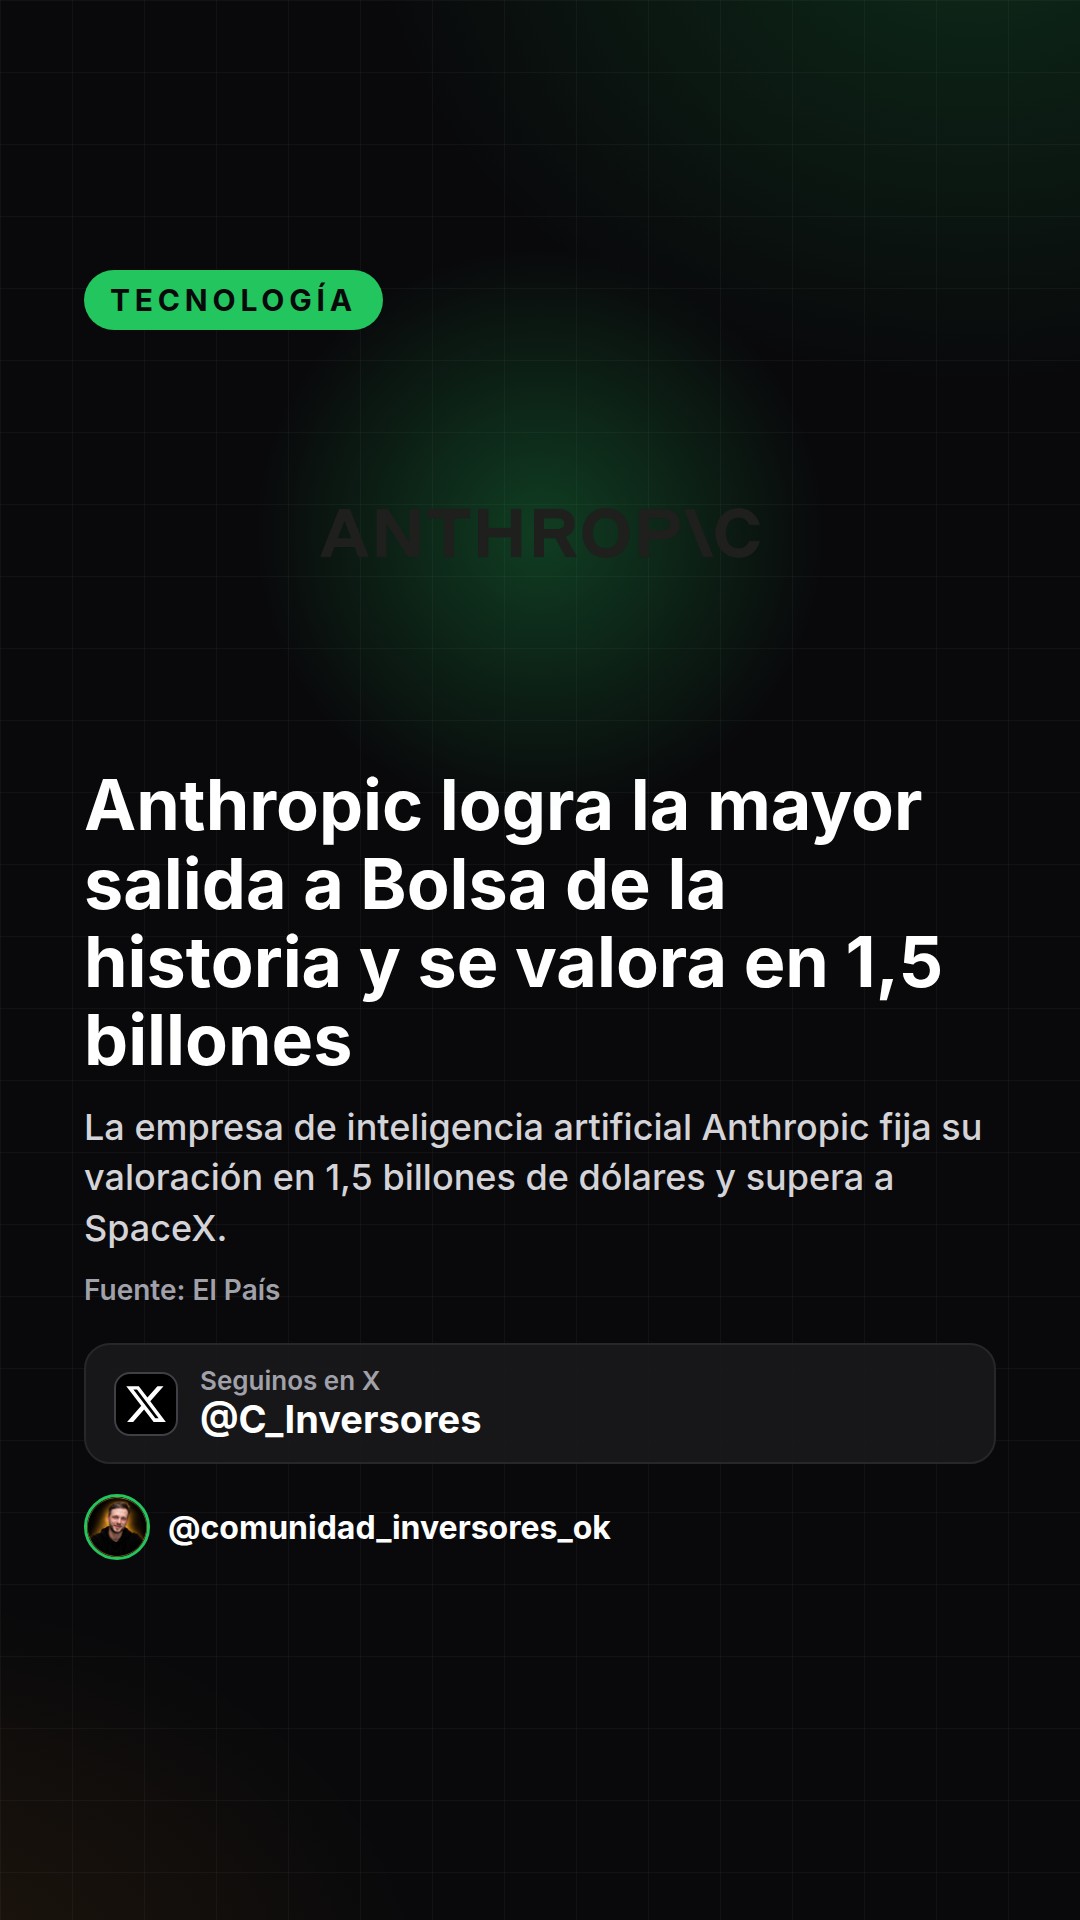 TECNOLOGÍA
ANTHROP\C
Anthropic logra la mayor
salida a Bolsa de la
historia y se valora en 1,5
billones
La empresa de inteligencia artificial Anthropic fija su
valoración en 1,5 billones de dólares y supera a
SpaceX.
Fuente: El País
Seguinos en X
@C_Inversores
@comunidad_inversores_ok